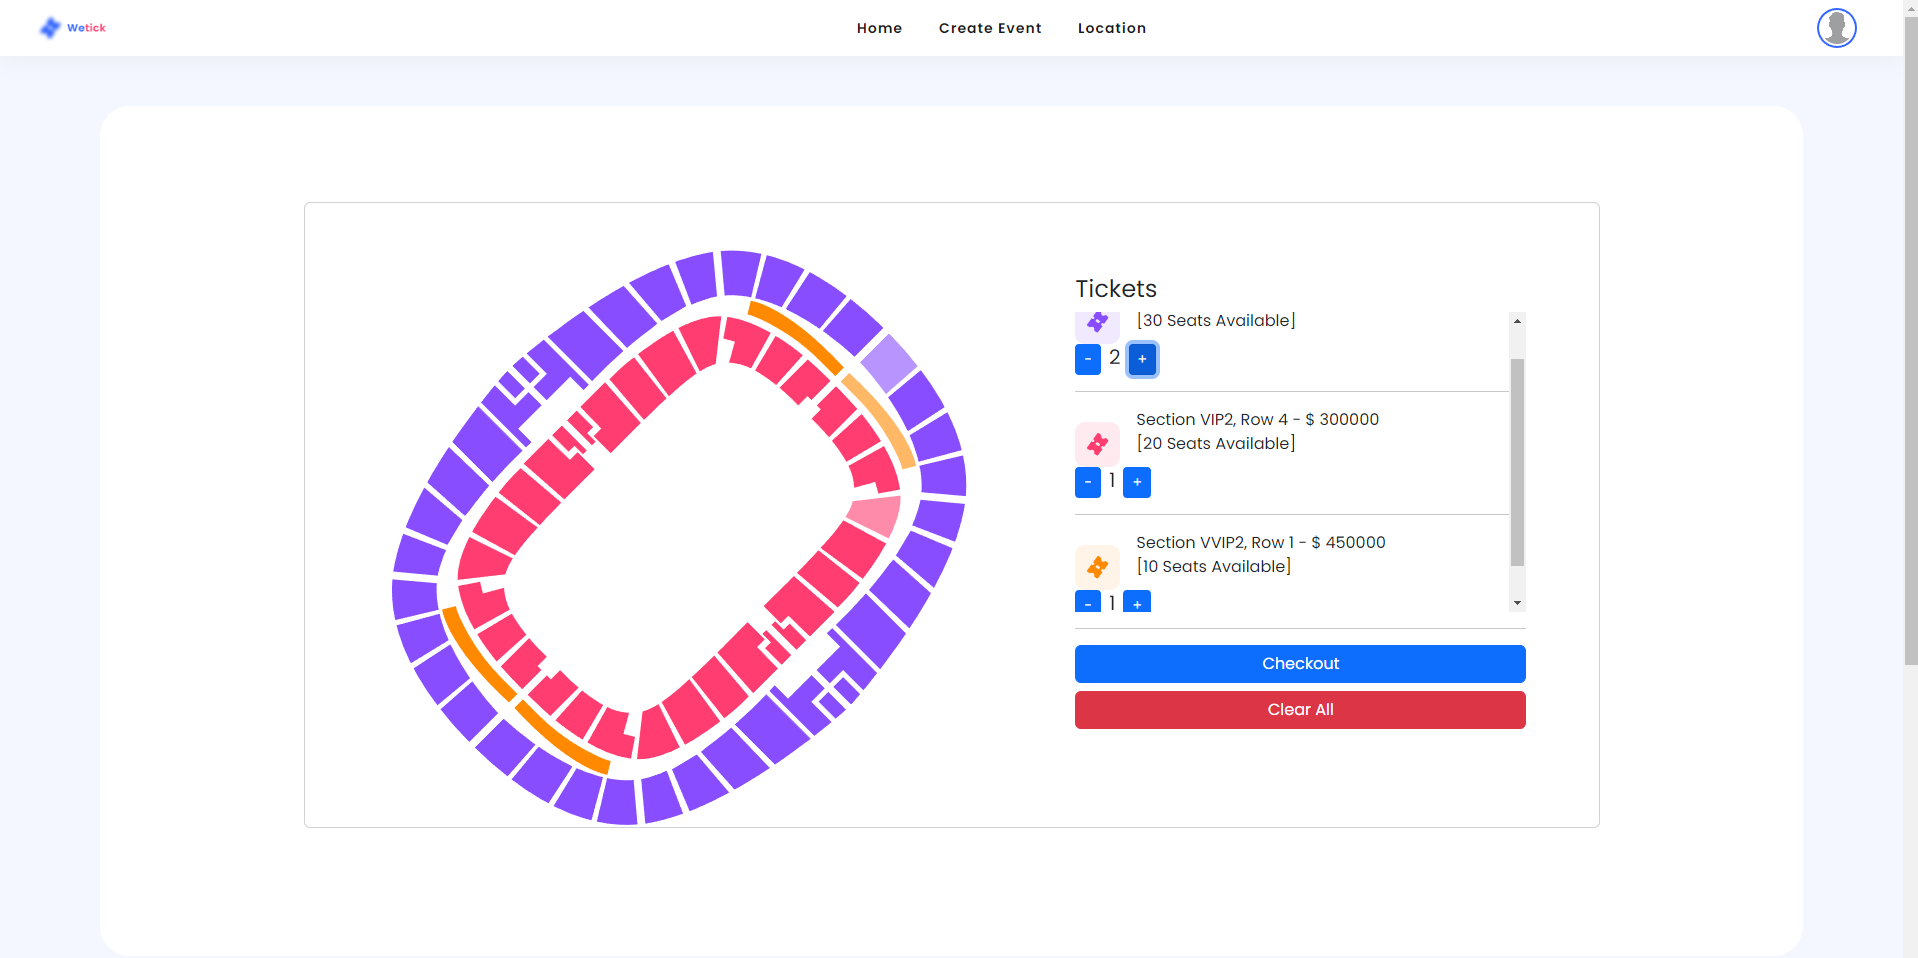 Wetick
Home
Create Event
Location
Tickets
[30 Seats Available]
- 2 +
Section VIP2, Row 4 - $ 300000
[20 Seats Available]
- 1 +
Section VVIP2, Row 1 - $ 450000
[10 Seats Available]
- 1 +
Checkout
Clear All